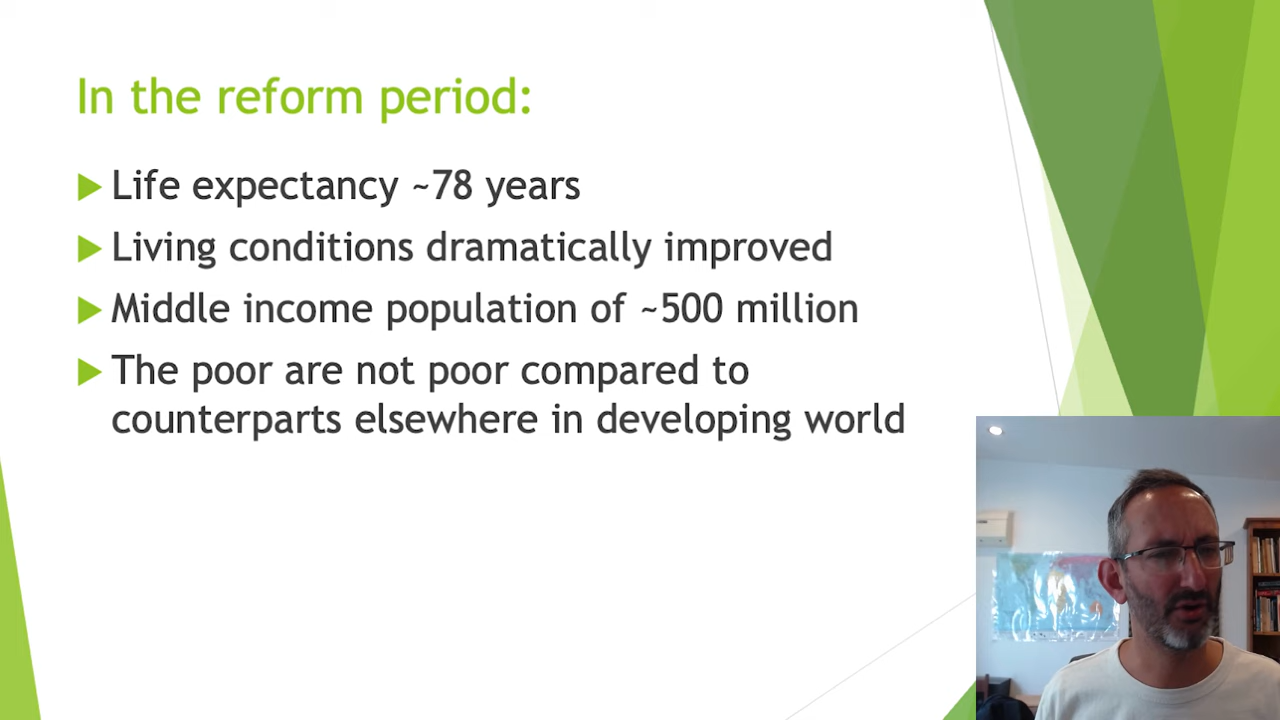 In the reform period:
Life expectancy ~78 years
Living conditions dramatically improved
Middle income population of ~500 million
The poor are not poor compared to
counterparts elsewhere in developing world